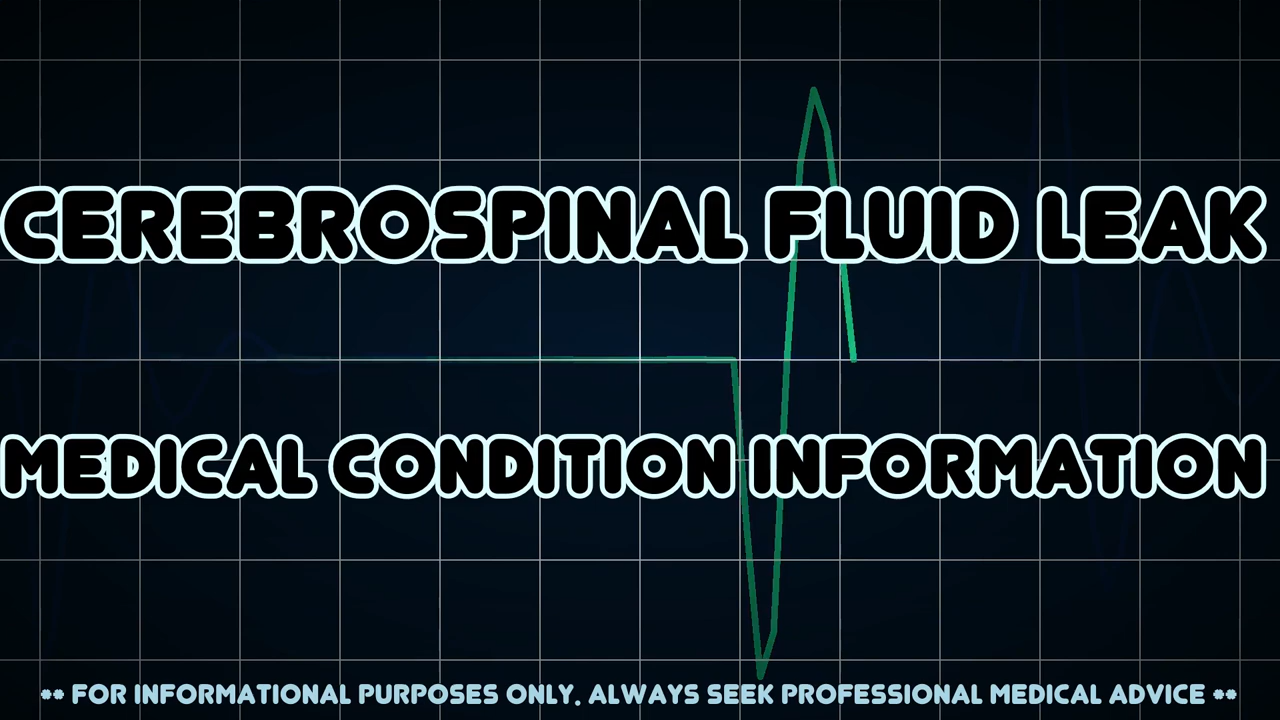 CEREBROSPINAL FLUID LEAK
MEDICAL CONDITION INFORMATION
** FOR INFORMATIONAL PURPOSES ONLY. ALWAYS SEEK PROFESSIONAL MEDICAL ADVICE **